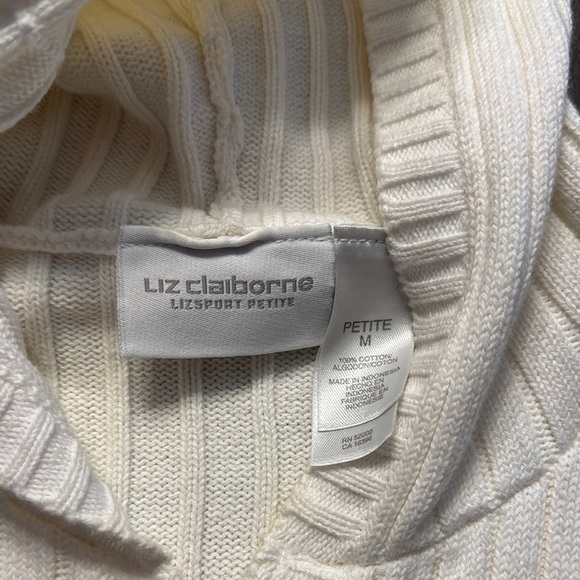 Liz claiborne
LIZSPORT PETITE
PETITE
M
100% COTTON/
ALGODON/COTON
MADE IN INDONESIA
HECHO EN
INDONESIA
FABRIQUE EN
INDONESIE
RN 52002
CA 16396